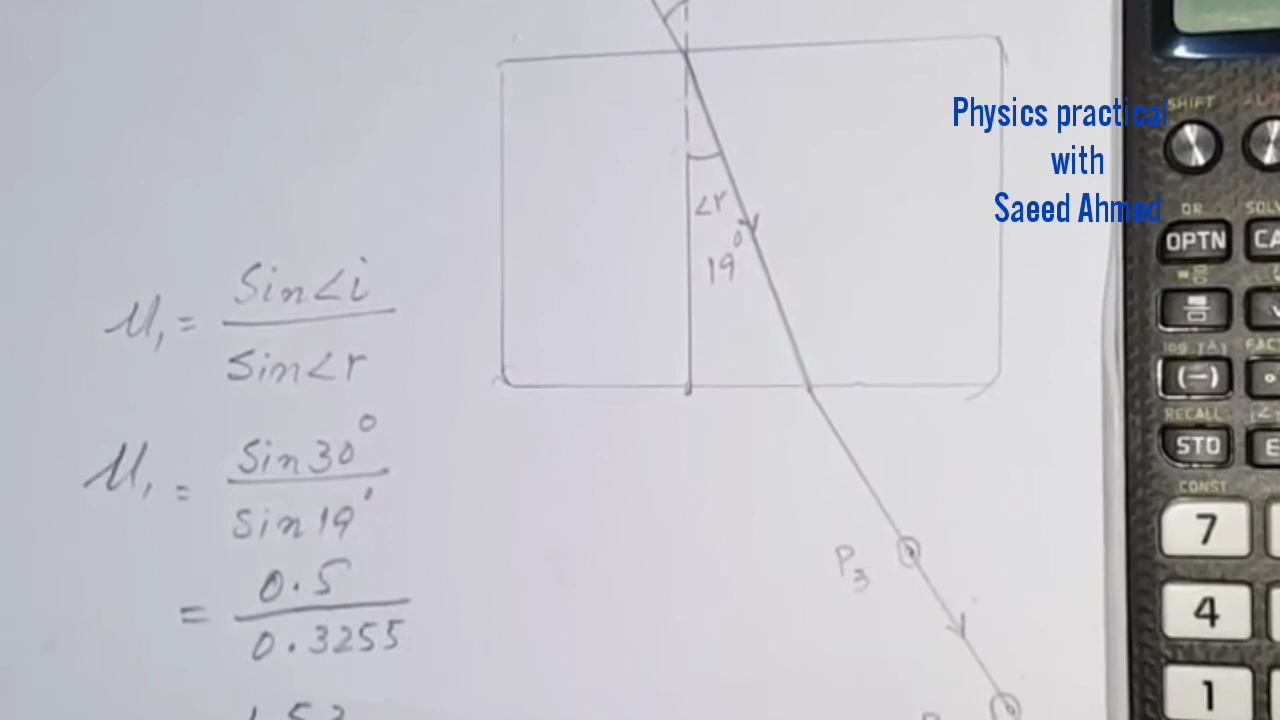 Physics practical
with
Saeed Ahmed
∠r
19°
μ₁ = Sin∠i
Sin∠r
μ₁ = Sin30°
Sin19°
= 0.5
0.3255
P₃
SHIFT
OPTN
(−)
RECALL
STO
CONST
7
4
1